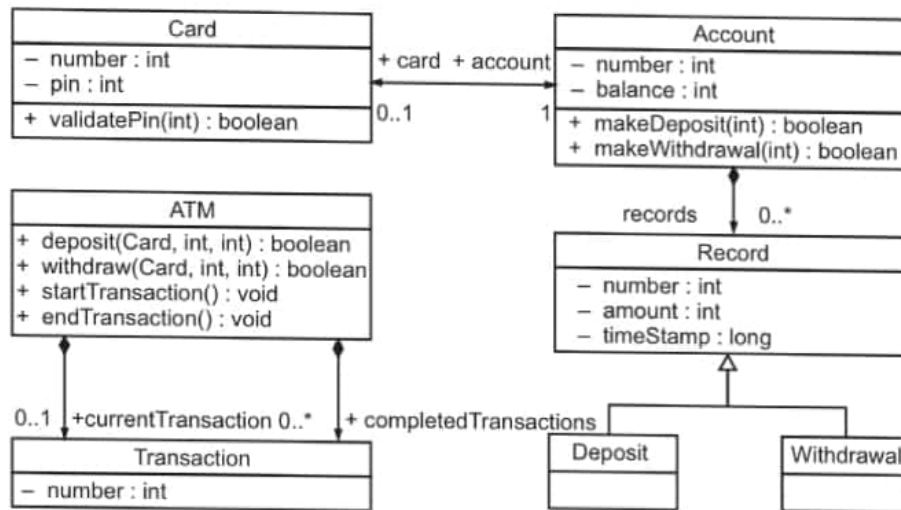 Card
– number : int
– pin : int
+ validatePin(int) : boolean
+ card + account
0..1 1
Account
– number : int
– balance : int
+ makeDeposit(int) : boolean
+ makeWithdrawal(int) : boolean
ATM
+ deposit(Card, int, int) : boolean
+ withdraw(Card, int, int) : boolean
+ startTransaction() : void
+ endTransaction() : void
records 0..*
Record
– number : int
– amount : int
– timeStamp : long
0..1 +currentTransaction 0..* + completedTransactions
Transaction
– number : int
Deposit
Withdrawal